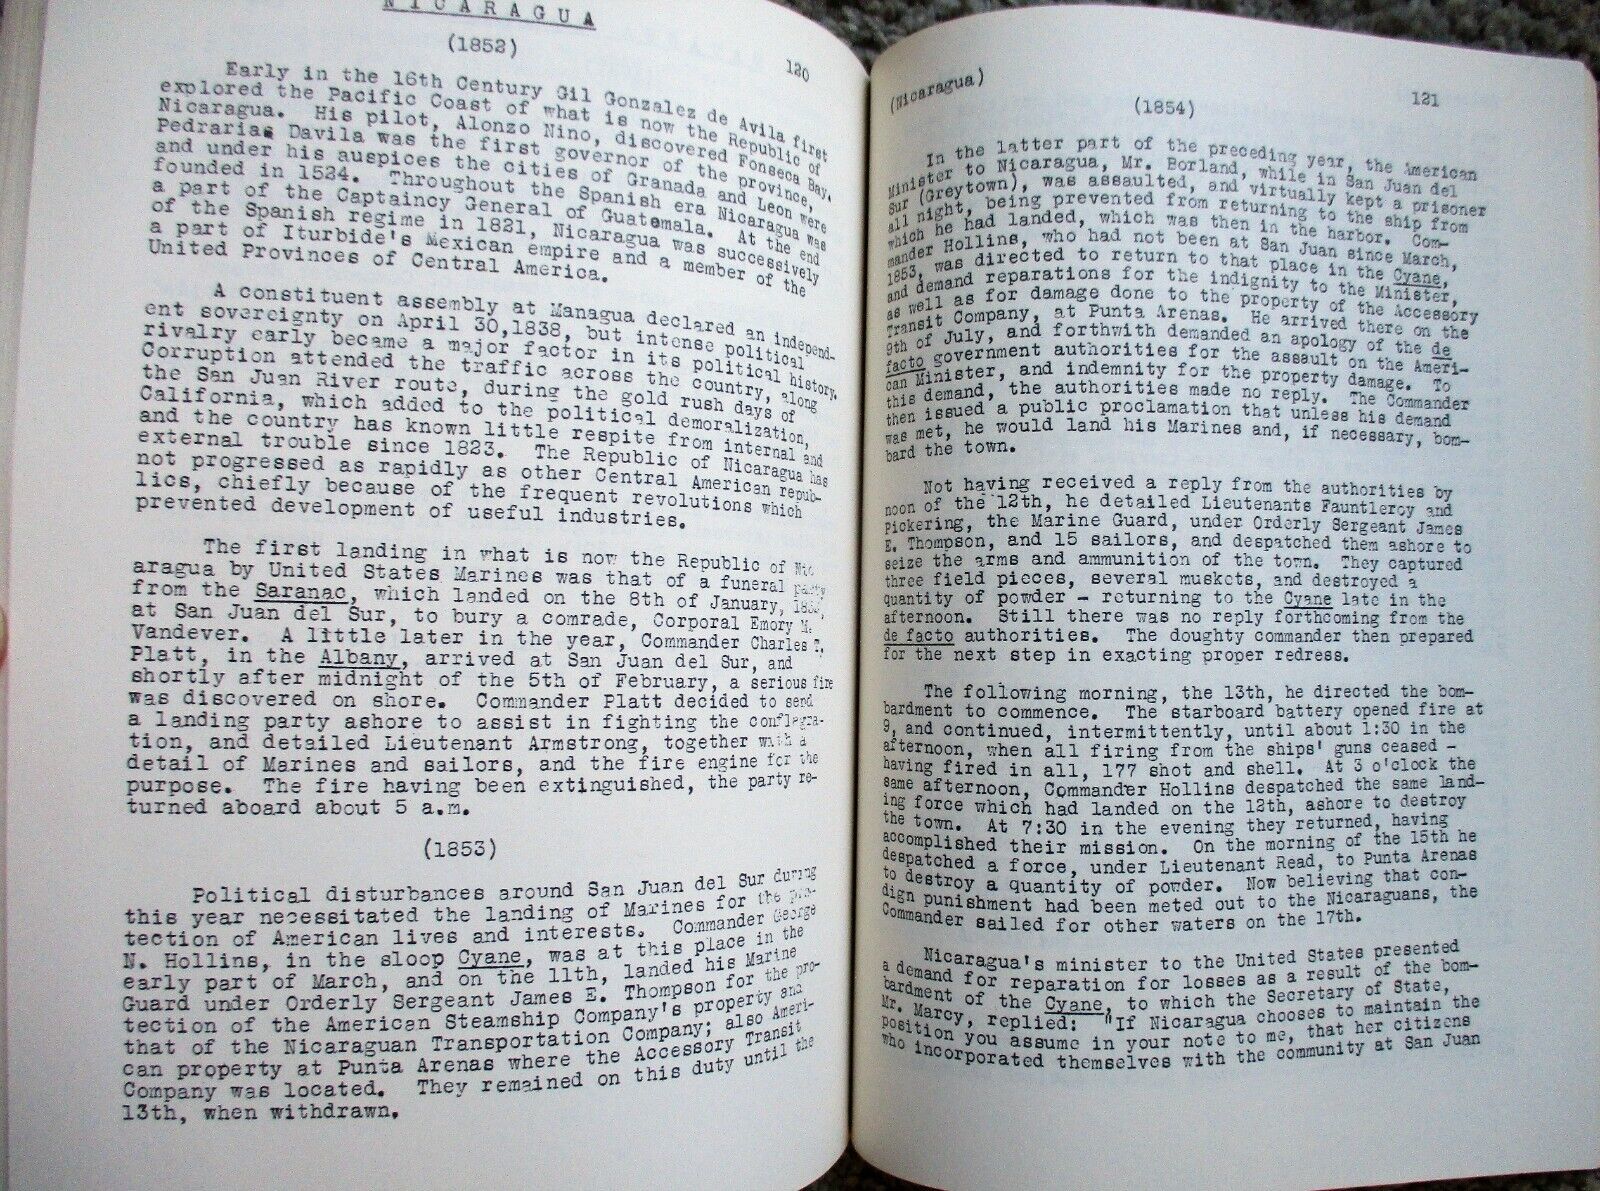 NICARAGUA
(1852)
120
Early in the 16th Century Gil Gonzalez de Avila first
explored the Pacific Coast of what is now the Republic of
Nicaragua. His pilot, Alonzo Nino, discovered Fonseca Bay.
Pedrarias Davila was the first governor of the province,
and under his auspices the cities of Granada and Leon were
founded in 1524. Throughout the Spanish era Nicaragua was
a part of the Captaincy General of Guatemala. At the end
of the Spanish regime in 1821, Nicaragua was successively
a part of Iturbide's Mexican empire and a member of the
United Provinces of Central America.
A constituent assembly at Managua declared an independ-
ent sovereignty on April 30,1838, but intense political
rivalry early became a major factor in its political history.
Corruption attended the traffic across the country, along
the San Juan River route, during the gold rush days of
California, which added to the political demoralization,
and the country has known little respite from internal and
external trouble since 1823. The Republic of Nicaragua has
not progressed as rapidly as other Central American repub-
lics, chiefly because of the frequent revolutions which
prevented development of useful industries.
The first landing in what is now the Republic of Nic
aragua by United States Marines was that of a funeral party
from the Saranac, which landed on the 8th of January,
at San Juan del Sur, to bury a comrade, Corporal Emory M.
Vandever. A little later in the year, Commander Charles T.
Platt, in the Albany, arrived at San Juan del Sur, and
shortly after midnight of the 5th of February, a serious fire
was discovered on shore. Commander Platt decided to send
a landing party ashore to assist in fighting the conflagra-
tion, and detailed Lieutenant Armstrong, together with a
detail of Marines and sailors, and the fire engine for the
purpose. The fire having been extinguished, the party re-
turned aboard about 5 a.m.
(1853)
Political disturbances around San Juan del Sur during
this year necessitated the landing of Marines for the pro-
tection of American lives and interests. Commander George
N. Hollins, in the sloop Cyane, was at this place in the
early part of March, and on the 11th, landed his Marine
Guard under Orderly Sergeant James E. Thompson for the pro-
tection of the American Steamship Company's property and
that of the Nicaraguan Transportation Company; also Ameri-
can property at Punta Arenas where the Accessory Transit
Company was located. They remained on this duty until the
13th, when withdrawn.
(Nicaragua)
(1854)
121
In the latter part of the preceding year, the American
Minister to Nicaragua, Mr. Borland, while in San Juan del
Sur (Greytown), was assaulted, and virtually kept a prisoner
all night, being prevented from returning to the ship from
which he had landed, which was then in the harbor. Com-
mander Hollins, who had not been at San Juan since March,
1853, was directed to return to that place in the Cyane,
and demand reparations for the indignity to the Minister,
as well as for damage done to the property of the Accessory
Transit Company, at Punta Arenas. He arrived there on the
9th of July, and forthwith demanded an apology of the de
facto government authorities for the assault on the Ameri-
can Minister, and indemnity for the property damage. To
this demand, the authorities made no reply. The Commander
then issued a public proclamation that unless his demand
was met, he would land his Marines and, if necessary, bom-
bard the town.
Not having received a reply from the authorities by
noon of the 12th, he detailed Lieutenants Fauntleroy and
Pickering, the Marine Guard, under Orderly Sergeant James
E. Thompson, and 15 sailors, and despatched them ashore to
seize the arms and ammunition of the town. They captured
three field pieces, several muskets, and destroyed a
quantity of powder - returning to the Cyane late in the
afternoon. Still there was no reply forthcoming from the
de facto authorities. The doughty commander then prepared
for the next step in exacting proper redress.
The following morning, the 13th, he directed the bom-
bardment to commence. The starboard battery opened fire at
9, and continued, intermittently, until about 1:30 in the
afternoon, when all firing from the ships' guns ceased -
having fired in all, 177 shot and shell. At 3 o'clock the
same afternoon, Commander Hollins despatched the same land-
ing force which had landed on the 12th, ashore to destroy
the town. At 7:30 in the evening they returned, having
accomplished their mission. On the morning of the 15th he
despatched a force, under Lieutenant Read, to Punta Arenas
to destroy a quantity of powder. Now believing that con-
dign punishment had been meted out to the Nicaraguans, the
Commander sailed for other waters on the 17th.
Nicaragua's minister to the United States presented
a demand for reparation for losses as a result of the bom-
bardment of the Cyane, to which the Secretary of State,
Mr. Marcy, replied: "If Nicaragua chooses to maintain the
position you assume in your note to me, that her citizens
who incorporated themselves with the community at San Juan